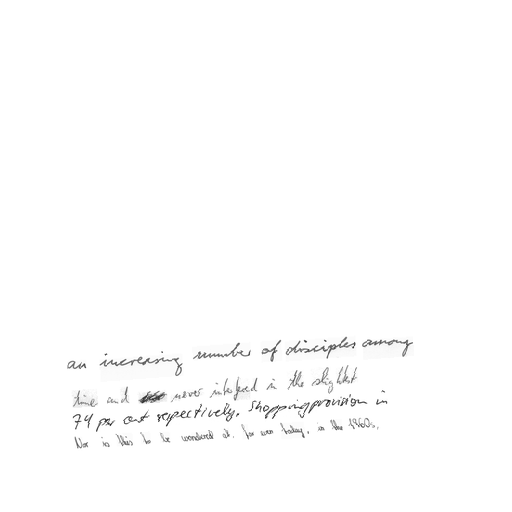 an increasing number of disciples among
time and never interfered in the slightest
74 per cent respectively. Shopping provision in
Nor is this to be wondered at, for even today, in the 1960s,